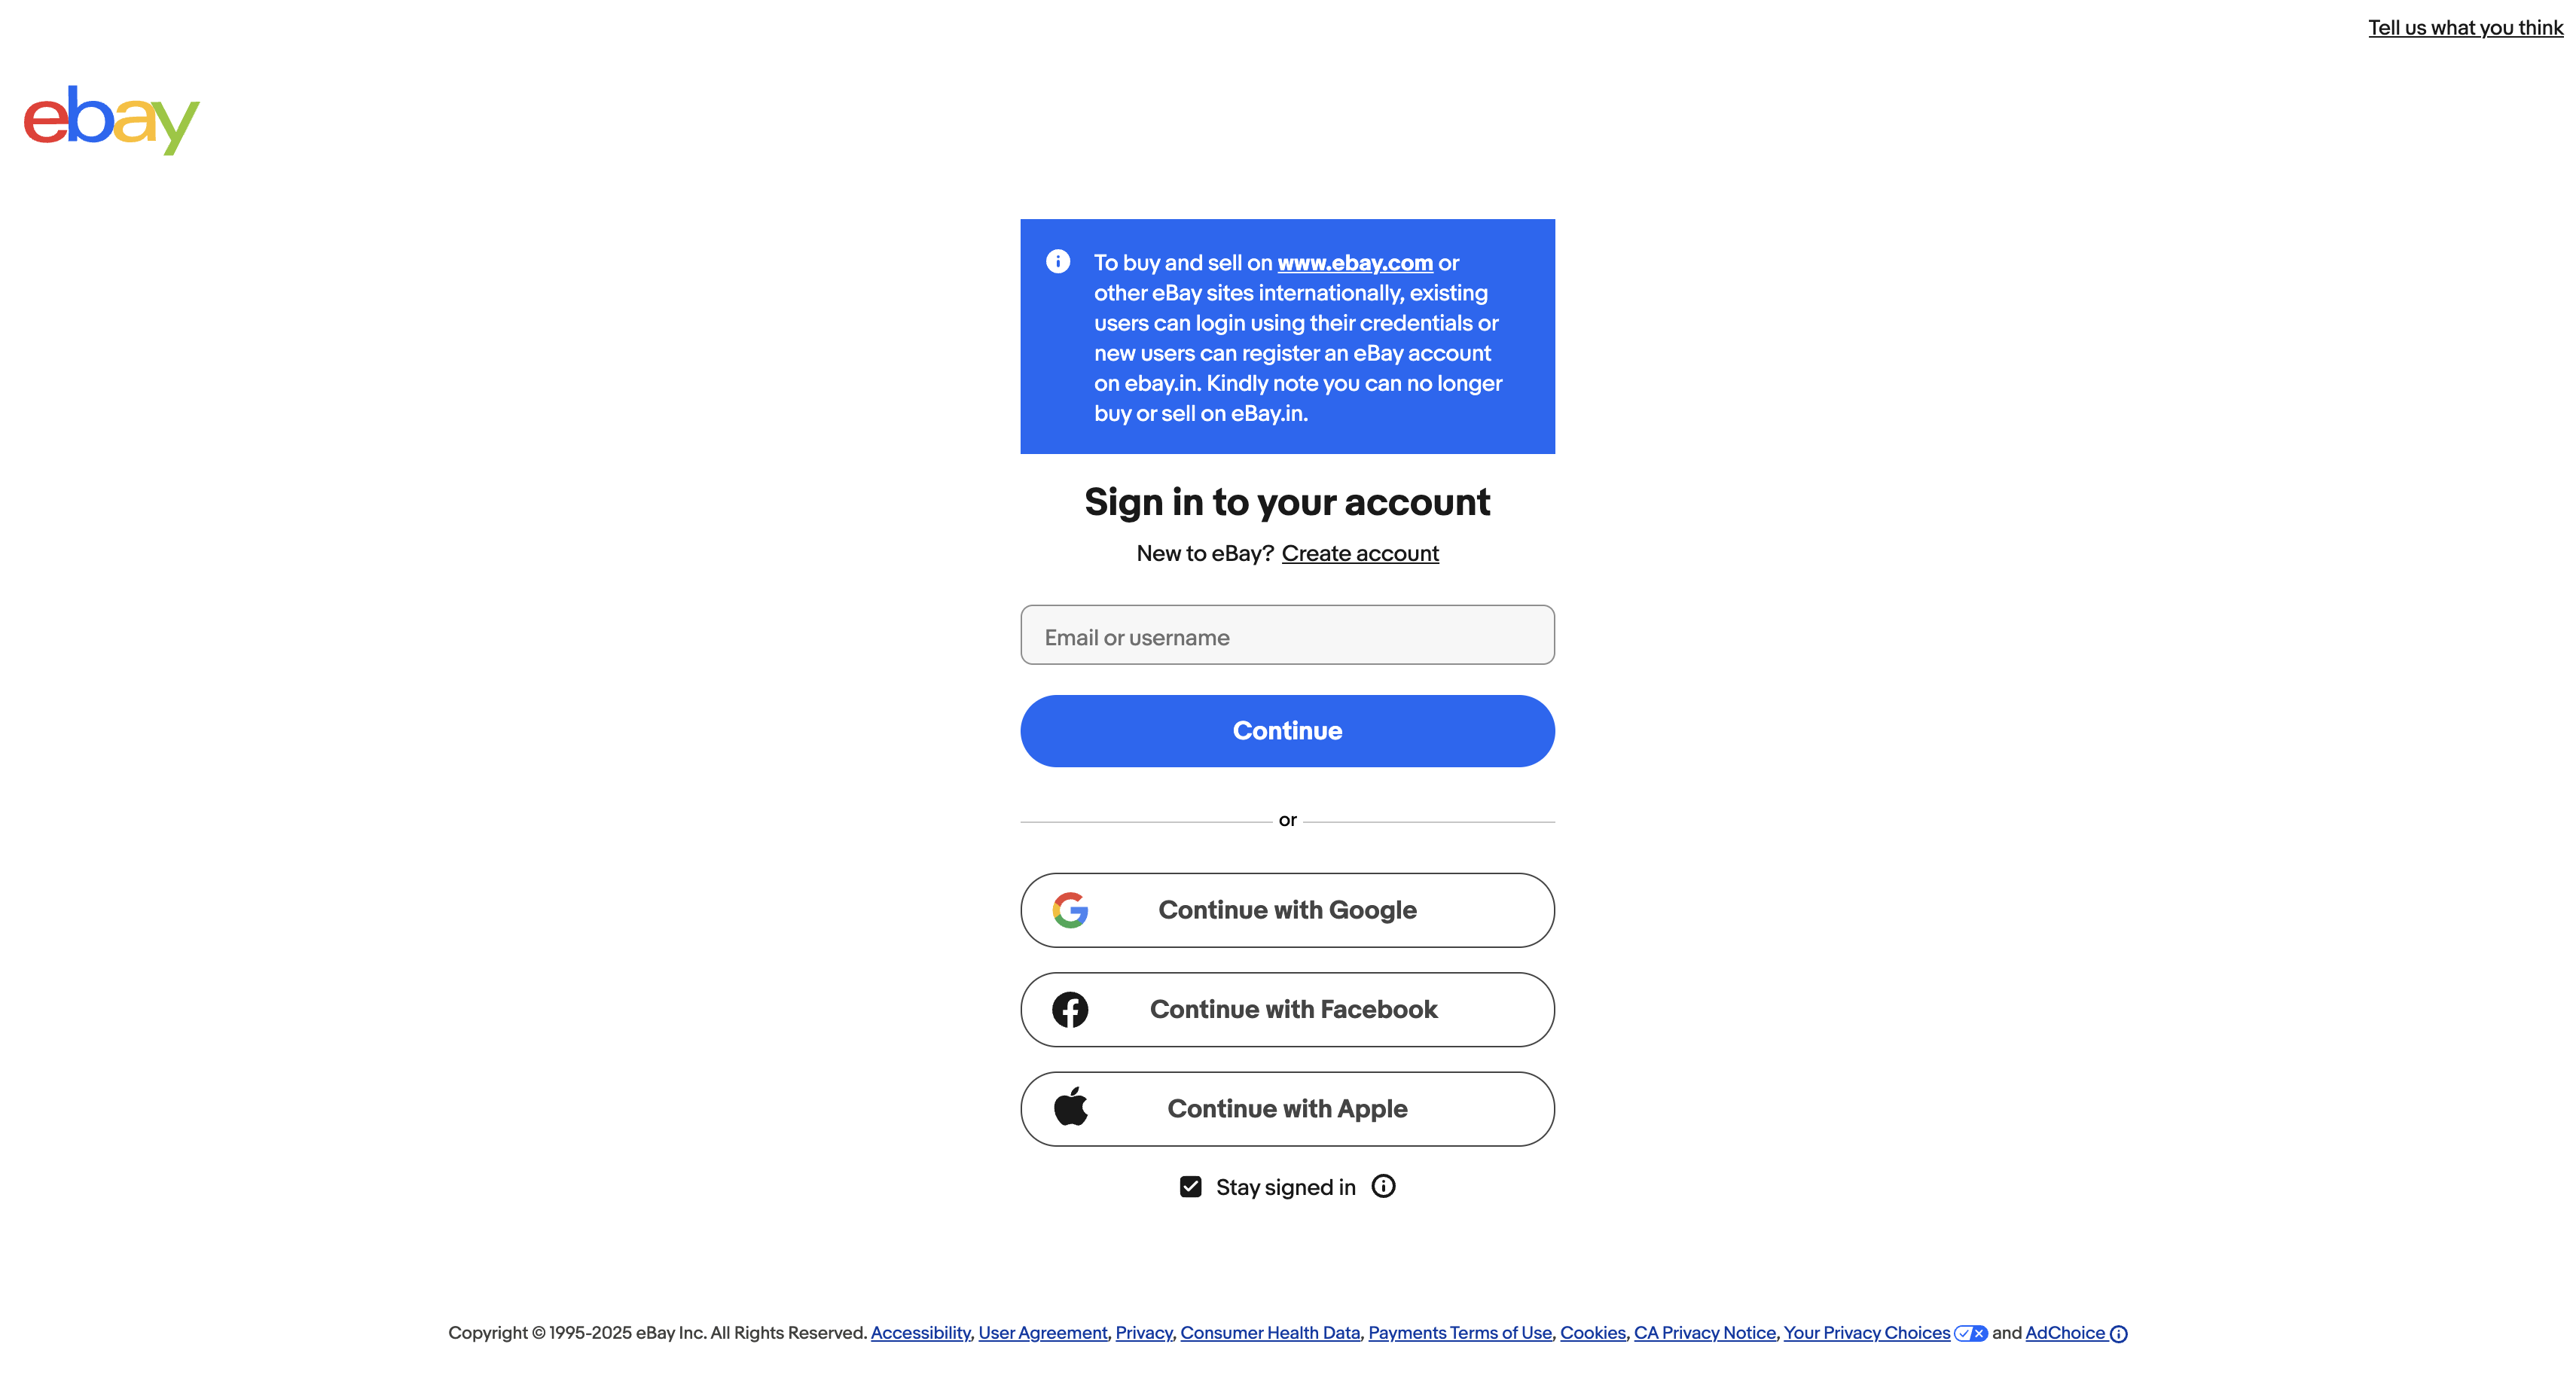 Tell us what you think
ebay
To buy and sell on www.ebay.com or
other eBay sites internationally, existing
users can login using their credentials or
new users can register an eBay account
on ebay.in. Kindly note you can no longer
buy or sell on eBay.in.
Sign in to your account
New to eBay? Create account
Email or username
Continue
or
Continue with Google
Continue with Facebook
Continue with Apple
Stay signed in
Copyright © 1995-2025 eBay Inc. All Rights Reserved. Accessibility, User Agreement, Privacy, Consumer Health Data, Payments Terms of Use, Cookies, CA Privacy Notice, Your Privacy Choices and AdChoice